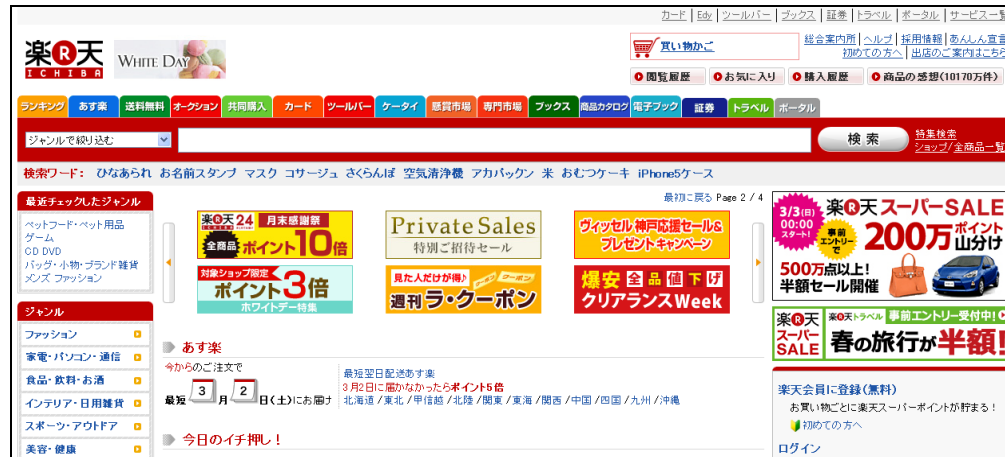 カード | Edy | ツールバー | ブックス | 証券 | トラベル | ポータル | サービス一覧
楽R天
ICHIBA
WHITE DAY
買い物かご
総合案内所 | ヘルプ | 採用情報 | あんしん宣言
初めての方へ | 出店のご案内はこちら
閲覧履歴 お気に入り 購入履歴 商品の感想(10170万件)
ランキング あす楽 送料無料 オークション 共同購入 カード ツールバー ケータイ 懸賞市場 専門市場 ブックス 商品カタログ 電子ブック 証券 トラベル ポータル
ジャンルで絞り込む
検索
特集検索
ショップ/全商品一覧
検索ワード： ひなあられ お名前スタンプ マスク コサージュ さくらんぼ 空気清浄機 アカパックン 米 おむつケーキ iPhone5ケース
最近チェックしたジャンル
ペットフード・ペット用品
ゲーム
CD DVD
バッグ・小物・ブランド雑貨
メンズ ファッション
ジャンル
ファッション
家電・パソコン・通信
食品・飲料・お酒
インテリア・日用雑貨
スポーツ・アウトドア
美容・健康
最初に戻る Page 2 / 4
楽R天24 月末感謝祭
全商品 ポイント10倍
Private Sales
特別ご招待セール
ヴィッセル神戸応援セール&
プレゼントキャンペーン
対象ショップ限定
ポイント3倍
ホワイトデー特集
見た人だけが得♪ クーポン
週刊ラ・クーポン
爆安 全品値下げ
クリアランスWeek
あす楽
今からのご注文で
最短 3月2日(土)にお届け
最短翌日配送あす楽
3月2日に届かなかったらポイント5倍
北海道 / 東北 / 甲信越 / 北陸 / 関東 / 東海 / 関西 / 中国 / 四国 / 九州 / 沖縄
今日のイチ押し！
3/3(日)
00:00
スタート!
楽R天スーパーSALE
事前
エントリー
で
200万ポイント山分け
500万点以上!
半額セール開催
楽R天
スーパー
SALE
楽R天トラベル 事前エントリー受付中!
春の旅行が半額!
楽天会員に登録(無料)
お買い物ごとに楽天スーパーポイントが貯まる！
初めての方へ
ログイン